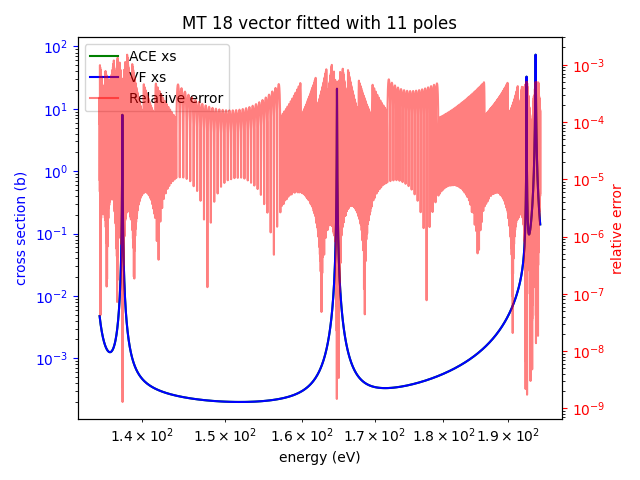 MT 18 vector fitted with 11 poles
ACE xs
VF xs
Relative error
cross section (b)
10²
10¹
10⁰
10⁻¹
10⁻²
10⁻³
relative error
10⁻³
10⁻⁴
10⁻⁵
10⁻⁶
10⁻⁷
10⁻⁸
10⁻⁹
1.4 × 10² 1.5 × 10² 1.6 × 10² 1.7 × 10² 1.8 × 10² 1.9 × 10²
energy (eV)